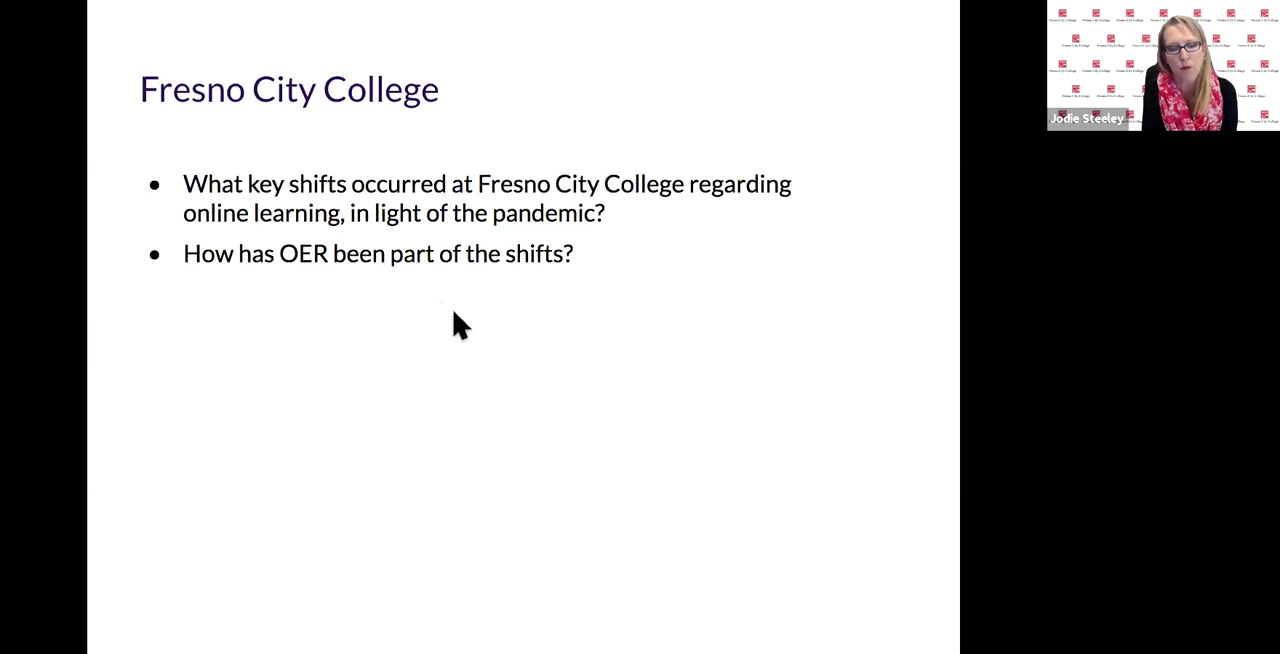 Fresno City College
• What key shifts occurred at Fresno City College regarding
online learning, in light of the pandemic?
• How has OER been part of the shifts?
Jodie Steeley